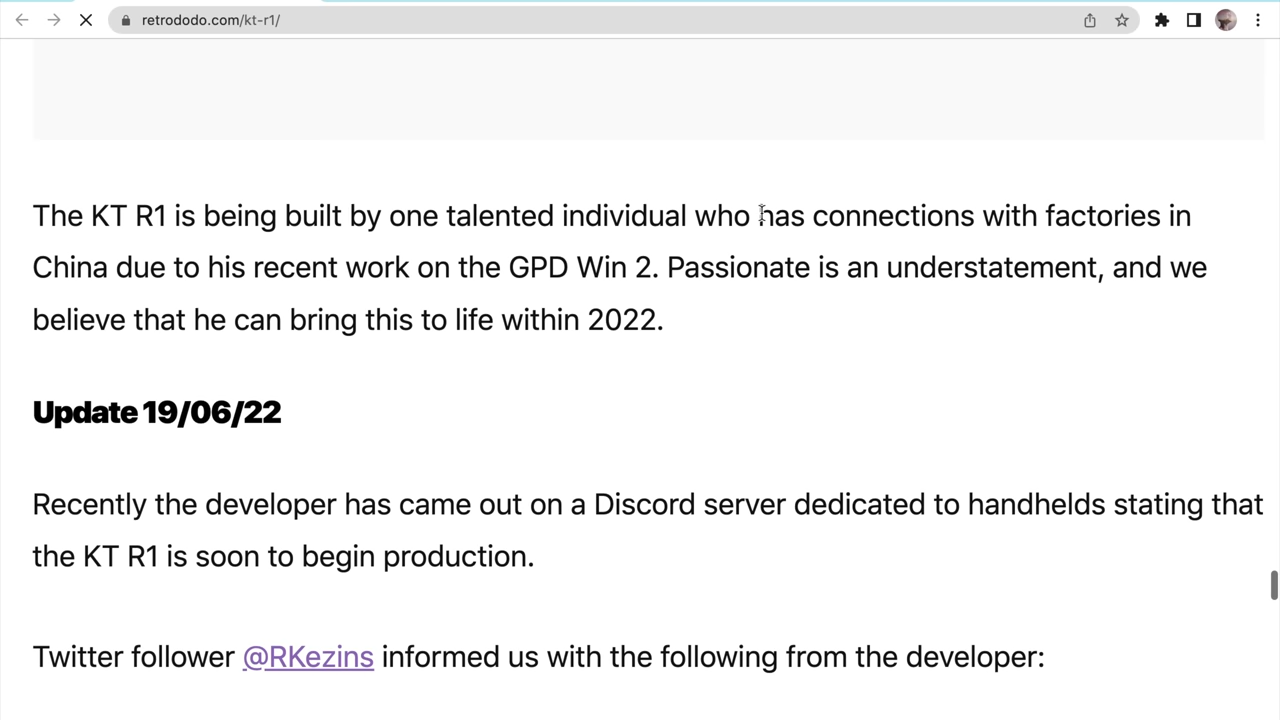 retrododo.com/kt-r1/
The KT R1 is being built by one talented individual who has connections with factories in
China due to his recent work on the GPD Win 2. Passionate is an understatement, and we
believe that he can bring this to life within 2022.
Update 19/06/22
Recently the developer has came out on a Discord server dedicated to handhelds stating that
the KT R1 is soon to begin production.
Twitter follower @RKezins informed us with the following from the developer: